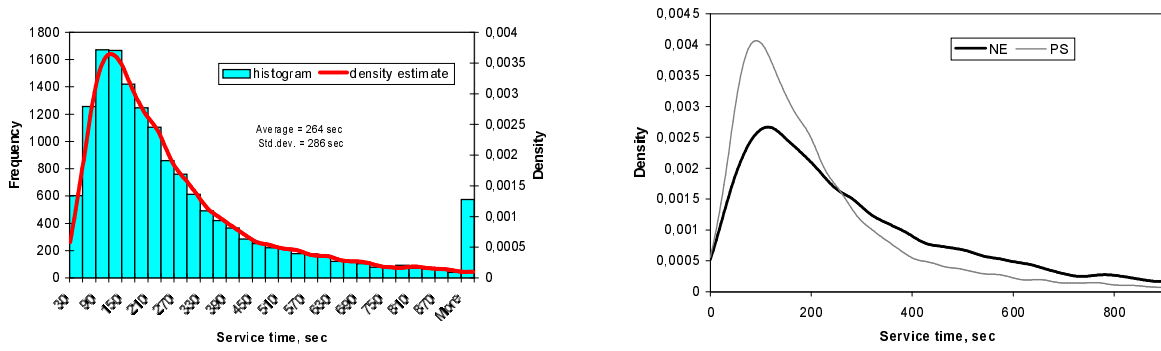 1800
1600
1400
1200
1000
800
600
400
200
0
Frequency
0,004
0,0035
0,003
0,0025
0,002
0,0015
0,001
0,0005
0
Density
histogram density estimate
Average = 264 sec
Std.dev. = 286 sec
30 90 150 210 270 330 390 450 510 570 630 690 750 810 870 More
Service time, sec
0,0045
0,004
0,0035
0,003
0,0025
0,002
0,0015
0,001
0,0005
0
Density
NE PS
0 200 400 600 800
Service time, sec